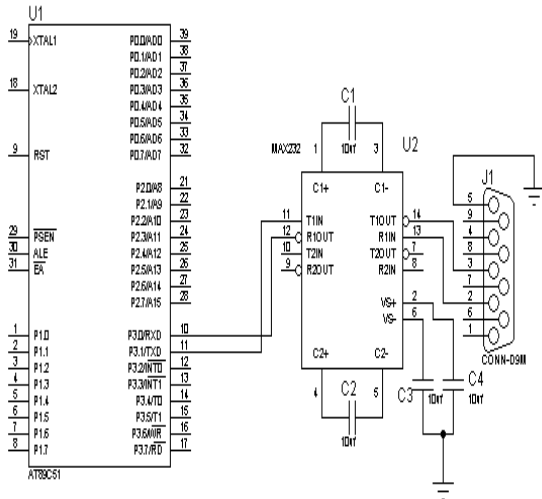 U1
19 XTAL1 P0.0/AD0 39
P0.1/AD1 38
P0.2/AD2 37
18 XTAL2 P0.3/AD3 36
P0.4/AD4 35
P0.5/AD5 34
P0.6/AD6 33
9 RST P0.7/AD7 32
P2.0/A8 21
P2.1/A9 22
P2.2/A10 23
29 PSEN P2.3/A11 24
30 ALE P2.4/A12 25
31 EA P2.5/A13 26
P2.6/A14 27
P2.7/A15 28
1 P1.0 P3.0/RXD 10
2 P1.1 P3.1/TXD 11
3 P1.2 P3.2/INT0 12
4 P1.3 P3.3/INT1 13
5 P1.4 P3.4/T0 14
6 P1.5 P3.5/T1 15
7 P1.6 P3.6/WR 16
8 P1.7 P3.7/RD 17
AT89C51
C1
10uf
U2
MAX232 1 3
C1+ C1-
11 T1IN T1OUT 14
12 R1OUT R1IN 13
10 T2IN T2OUT 7
9 R2OUT R2IN 8
VS+ 2
VS- 6
C2+ C2-
4 5
C2
10uf
C3
10uf
C4
10uf
J1
5
9
4
8
3
7
2
6
1
CONN-D9M